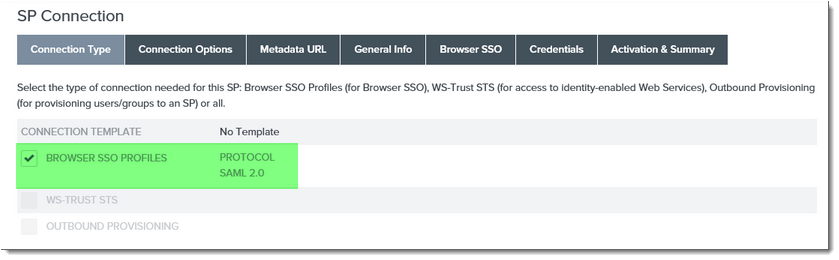 SP Connection
Connection Type Connection Options Metadata URL General Info Browser SSO Credentials Activation & Summary
Select the type of connection needed for this SP: Browser SSO Profiles (for Browser SSO), WS-Trust STS (for access to identity-enabled Web Services), Outbound Provisioning
(for provisioning users/groups to an SP) or all.
CONNECTION TEMPLATE No Template
BROWSER SSO PROFILES PROTOCOL
SAML 2.0
WS-TRUST STS
OUTBOUND PROVISIONING